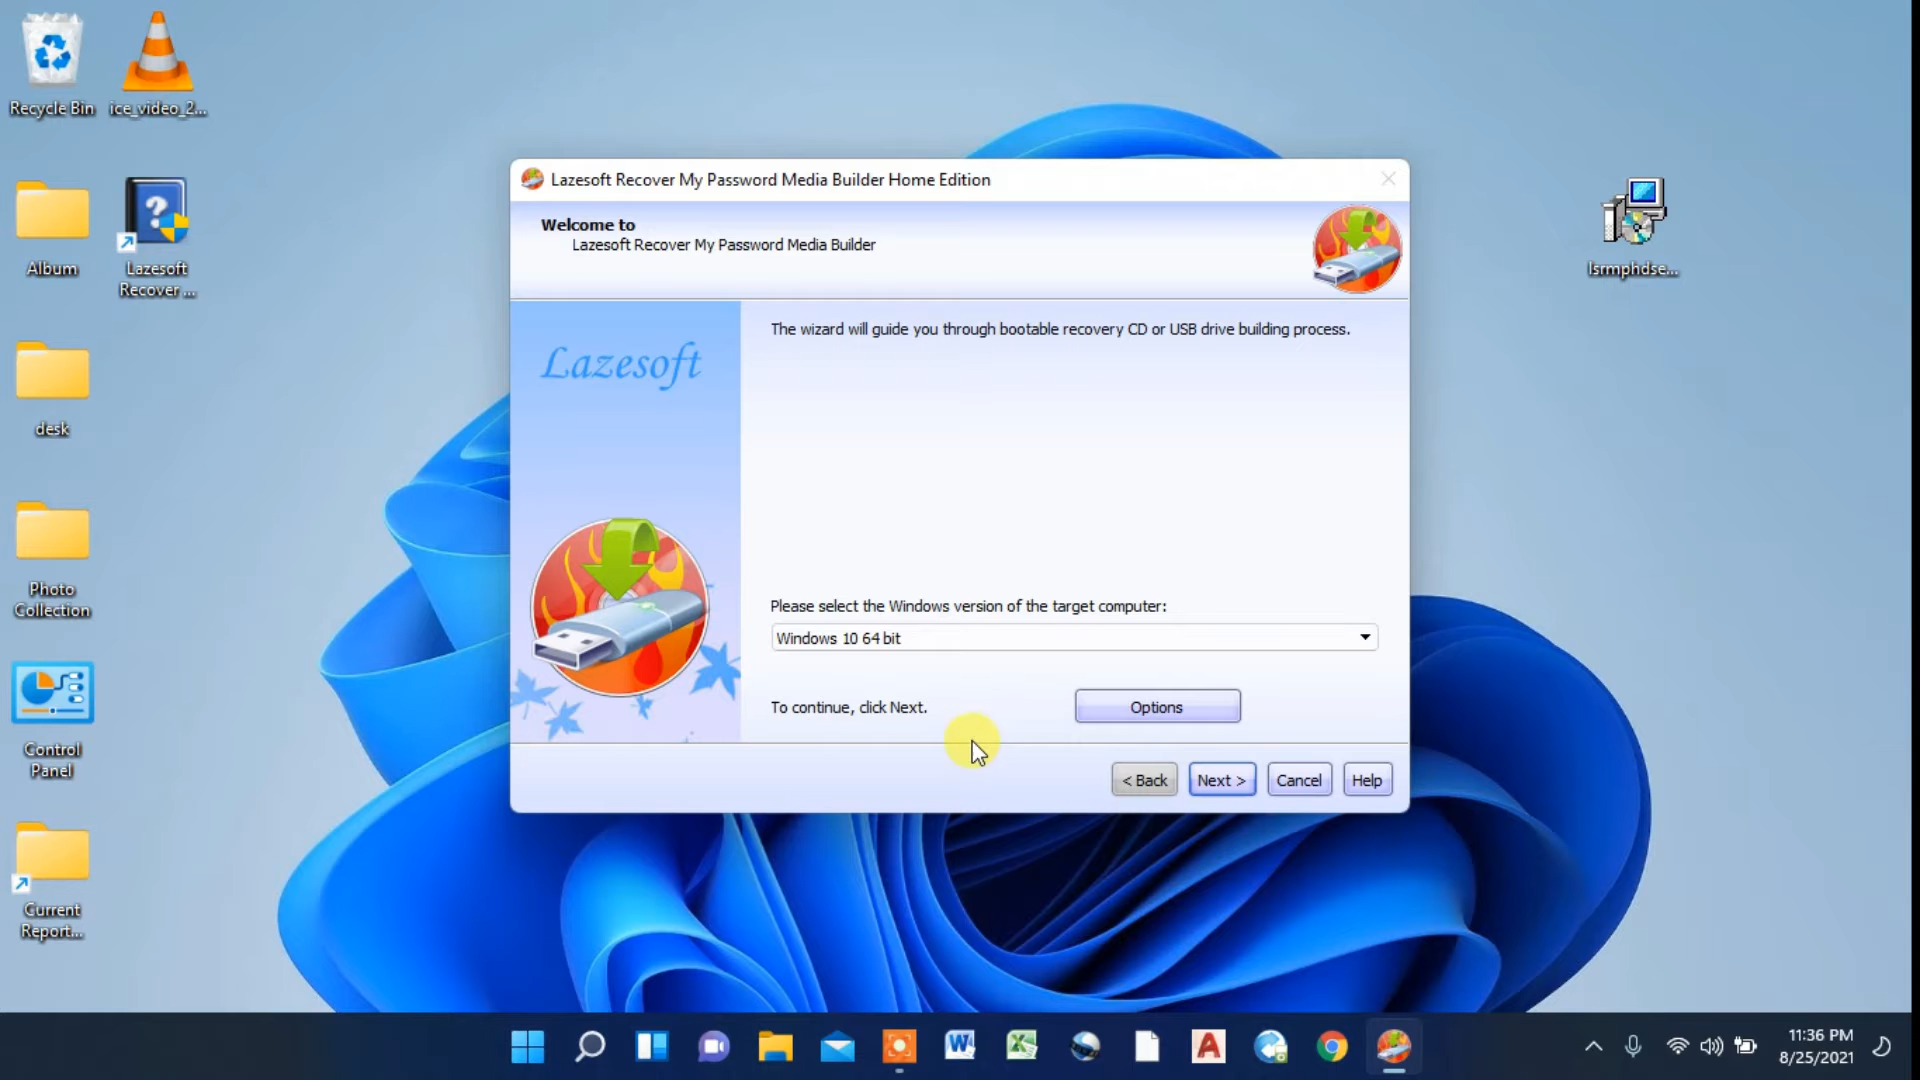 Recycle Bin
ice_video_2...
Album
Lazesoft
Recover ...
desk
Photo
Collection
Control
Panel
Current
Report...
lsrmphdse...
Lazesoft Recover My Password Media Builder Home Edition
Welcome to
Lazesoft Recover My Password Media Builder
The wizard will guide you through bootable recovery CD or USB drive building process.
Lazesoft
Please select the Windows version of the target computer:
Windows 10 64 bit
To continue, click Next.
Options
< Back
Next >
Cancel
Help
11:36 PM
8/25/2021